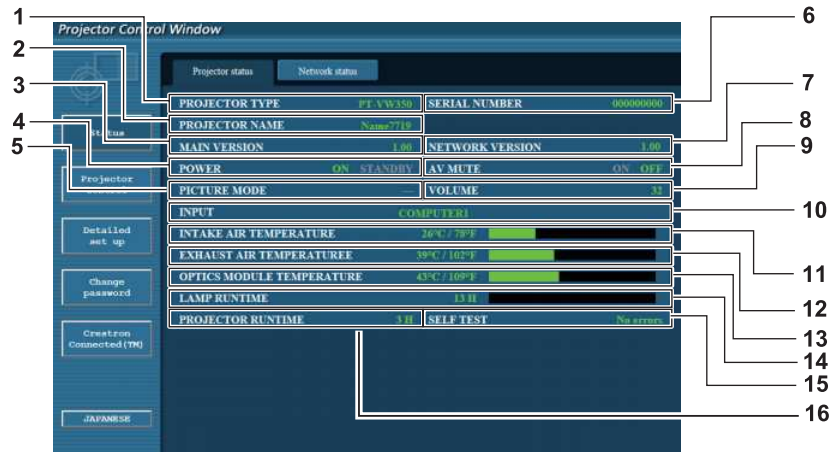 1
2
3
4
5
6
7
8
9
10
11
12
13
14
15
16
Projector Control Window
Projector status Network status
PROJECTOR TYPE PT-VW350 SERIAL NUMBER 000000000
PROJECTOR NAME Name7719
MAIN VERSION 1.00 NETWORK VERSION 1.00
POWER ON STANDBY AV MUTE ON OFF
PICTURE MODE — VOLUME 32
INPUT COMPUTER1
INTAKE AIR TEMPERATURE 26°C / 78°F
EXHAUST AIR TEMPERATUREE 39°C / 102°F
OPTICS MODULE TEMPERATURE 43°C / 109°F
LAMP RUNTIME 13 H
PROJECTOR RUNTIME 3 H SELF TEST No errors
Status
Projector
Detailed
set up
Change
password
Crestron
Connected(TM)
JAPANESE